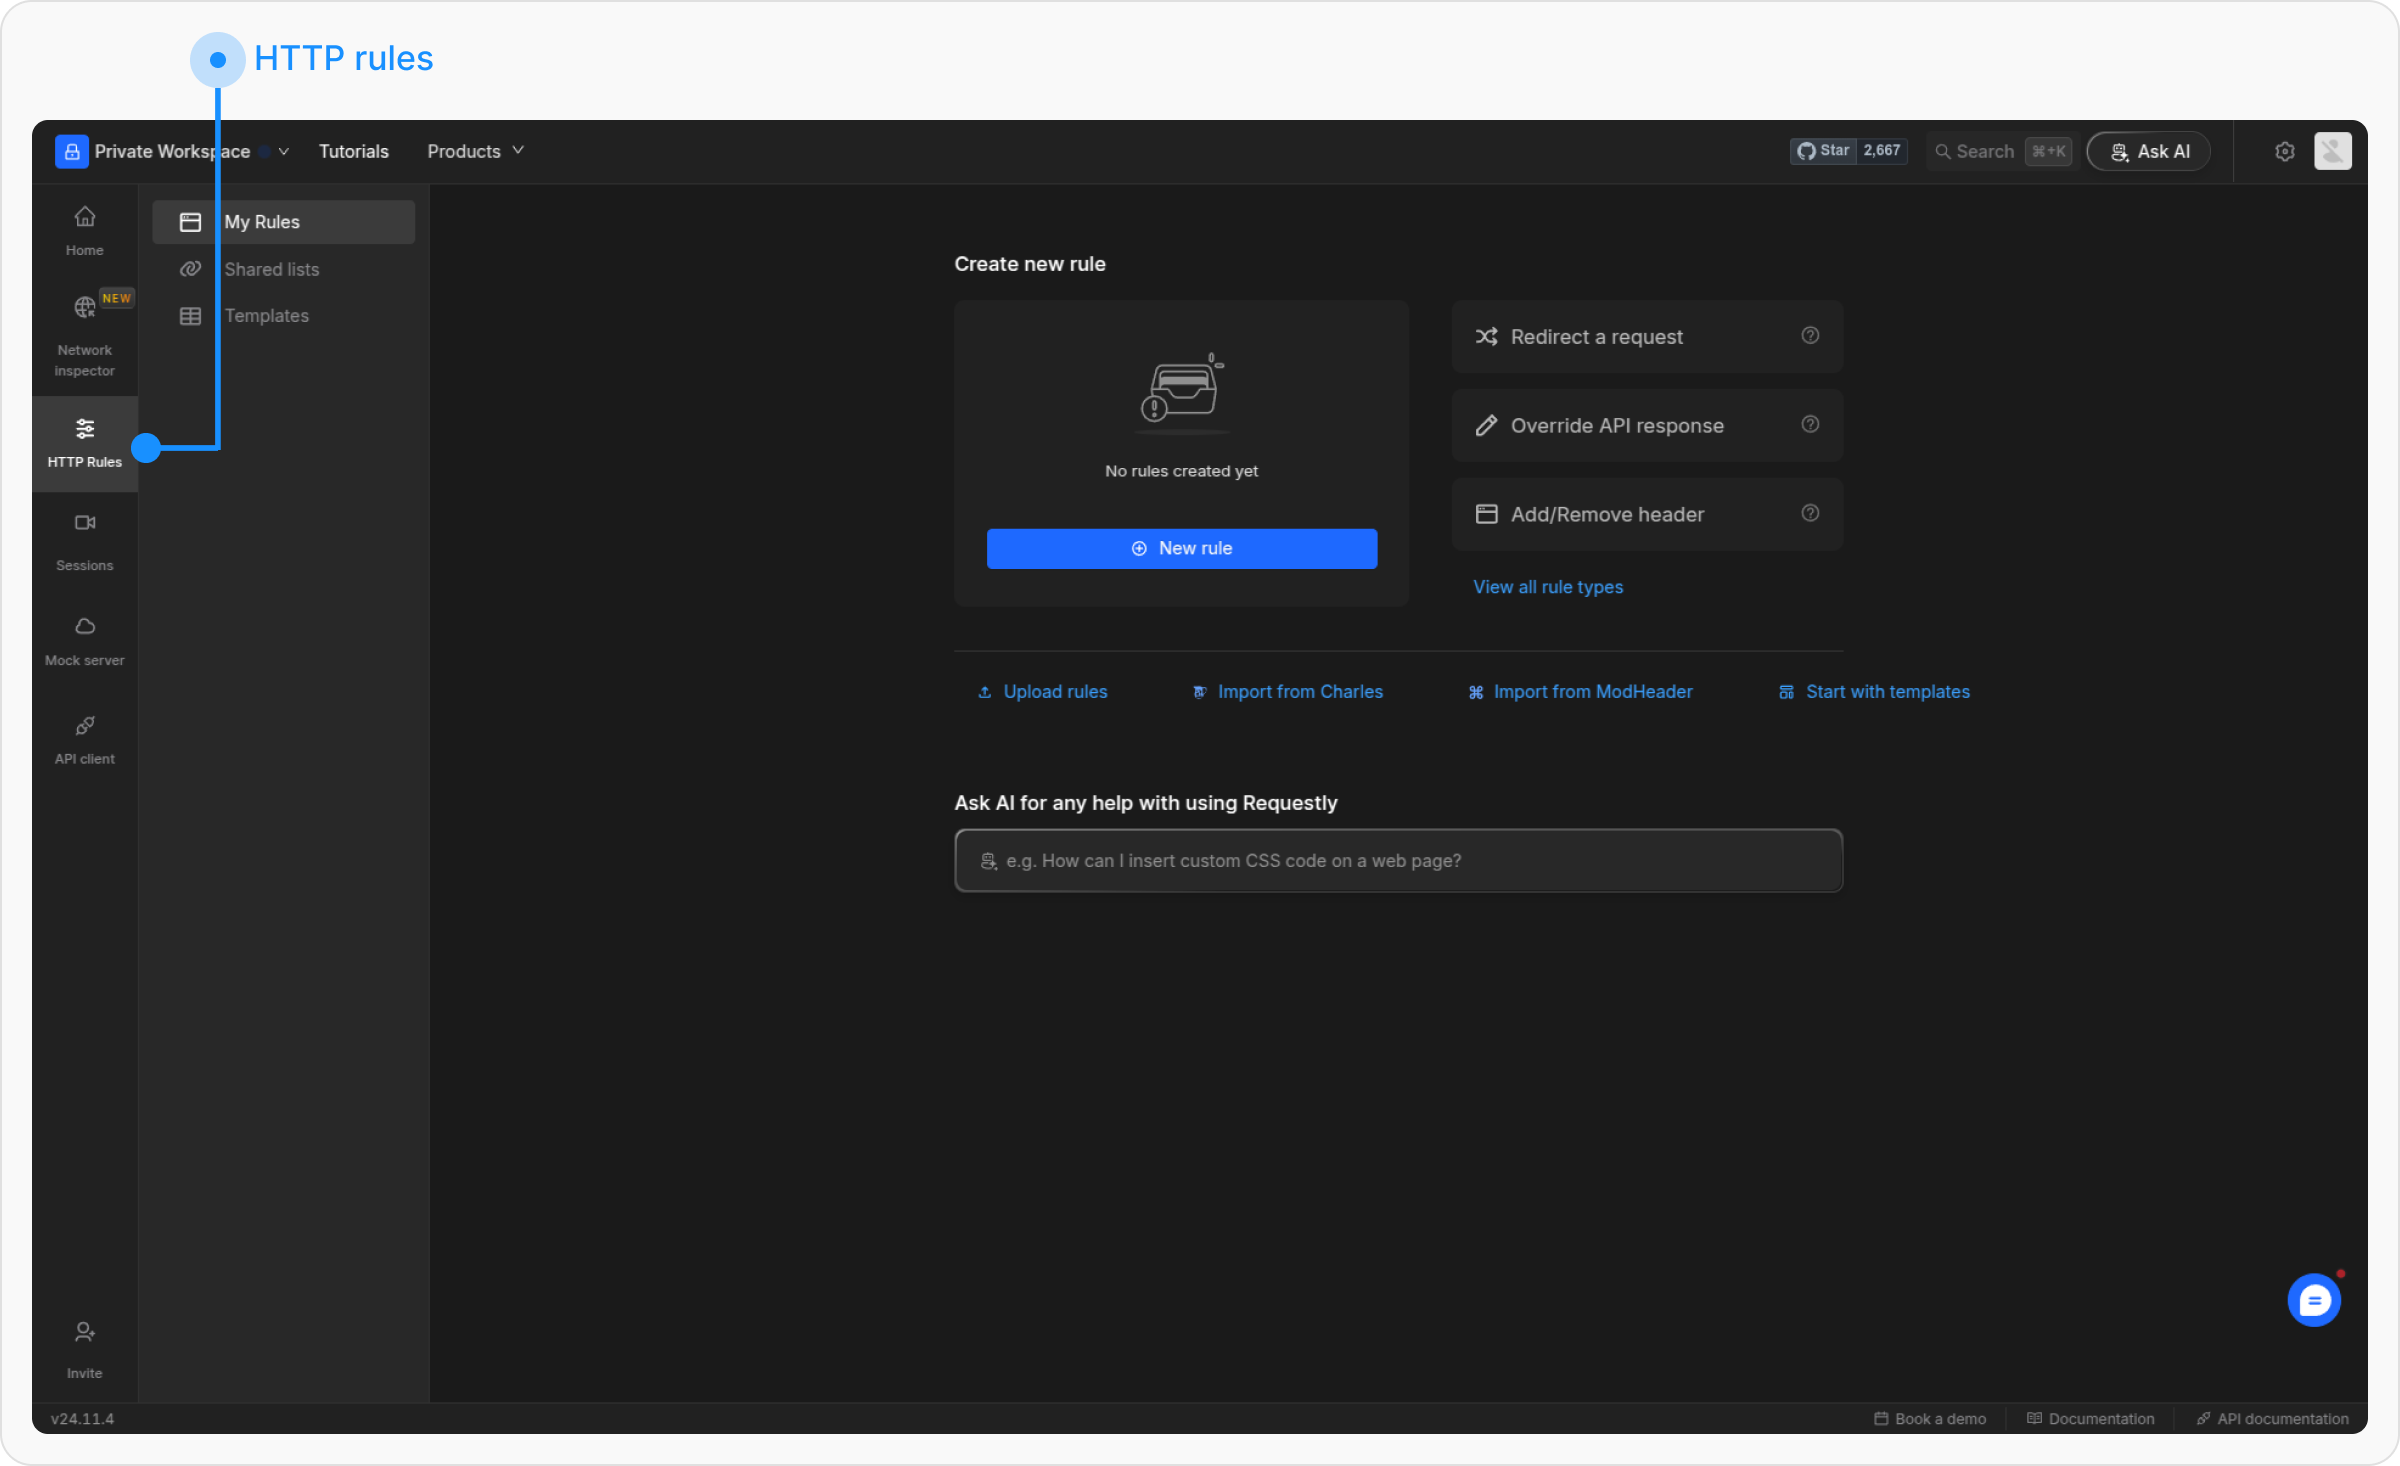 HTTP rules
Private Workspace
Tutorials
Products
Star 2,667
Search ⌘+K
Ask AI
Home
NEW
Network
inspector
HTTP Rules
Sessions
Mock server
API client
Invite
My Rules
Shared lists
Templates
Create new rule
No rules created yet
New rule
Redirect a request
Override API response
Add/Remove header
View all rule types
Upload rules
Import from Charles
Import from ModHeader
Start with templates
Ask AI for any help with using Requestly
e.g. How can I insert custom CSS code on a web page?
v24.11.4
Book a demo
Documentation
API documentation